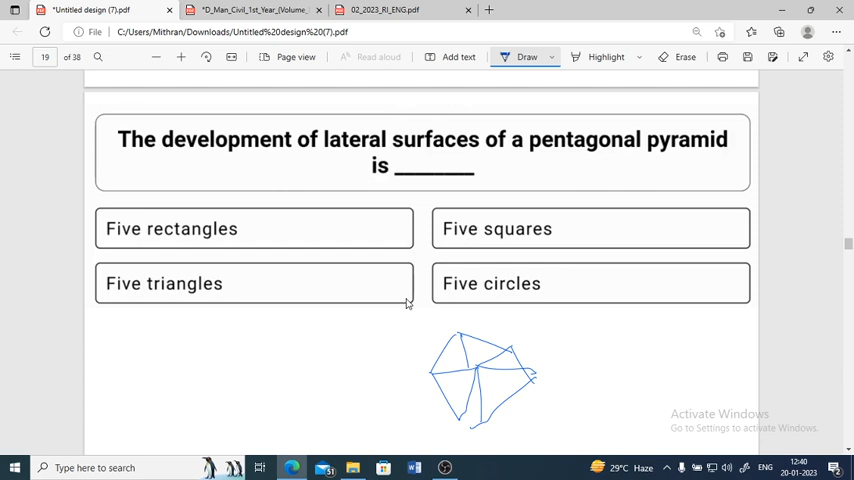 *Untitled design (7).pdf
*D_Man_Civil_1st_Year_(Volume_
02_2023_RI_ENG.pdf
File
C:/Users/Mithran/Downloads/Untitled%20design%20(7).pdf
19 of 38
Page view
Read aloud
Add text
Draw
Highlight
Erase
The development of lateral surfaces of a pentagonal pyramid
is ________
Five rectangles
Five squares
Five triangles
Five circles
Activate Windows
Go to Settings to activate Windows.
Type here to search
51
29°C Haze
ENG
12:40
20-01-2023
2